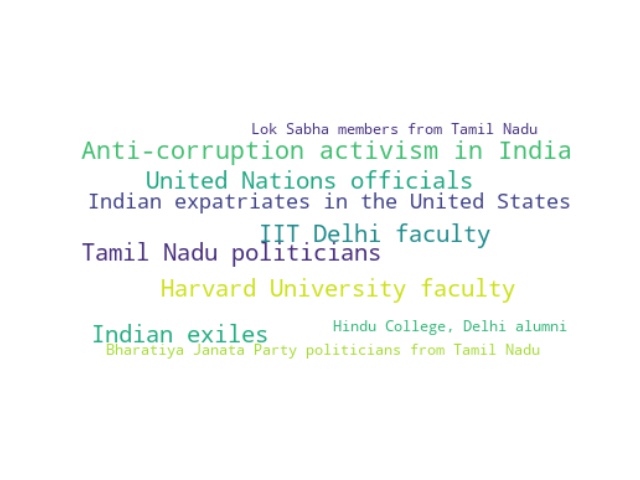 Lok Sabha members from Tamil Nadu
Anti-corruption activism in India
United Nations officials
Indian expatriates in the United States
IIT Delhi faculty
Tamil Nadu politicians
Harvard University faculty
Hindu College, Delhi alumni
Indian exiles
Bharatiya Janata Party politicians from Tamil Nadu